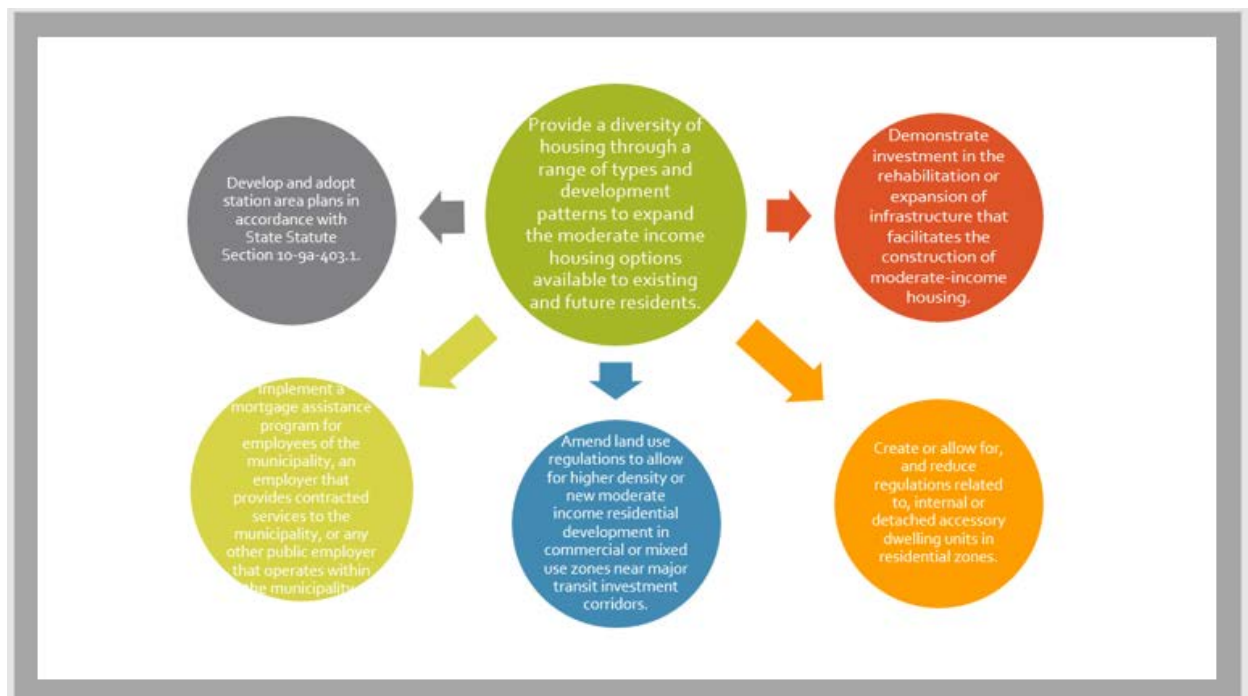 Provide a diversity of
housing through a
range of types and
development
patterns to expand
the moderate income
housing options
available to existing
and future residents.
Develop and adopt
station area plans in
accordance with
State Statute
Section 10-9a-403.1.
Demonstrate
investment in the
rehabilitation or
expansion of
infrastructure that
facilitates the
construction of
moderate-income
housing.
Implement a
mortgage assistance
program for
employees of the
municipality, an
employer that
provides contracted
services to the
municipality, or any
other public employer
that operates within
the municipality.
Amend land use
regulations to allow
for higher density or
new moderate
income residential
development in
commercial or mixed
use zones near major
transit investment
corridors.
Create or allow for,
and reduce
regulations related
to, internal or
detached accessory
dwelling units in
residential zones.